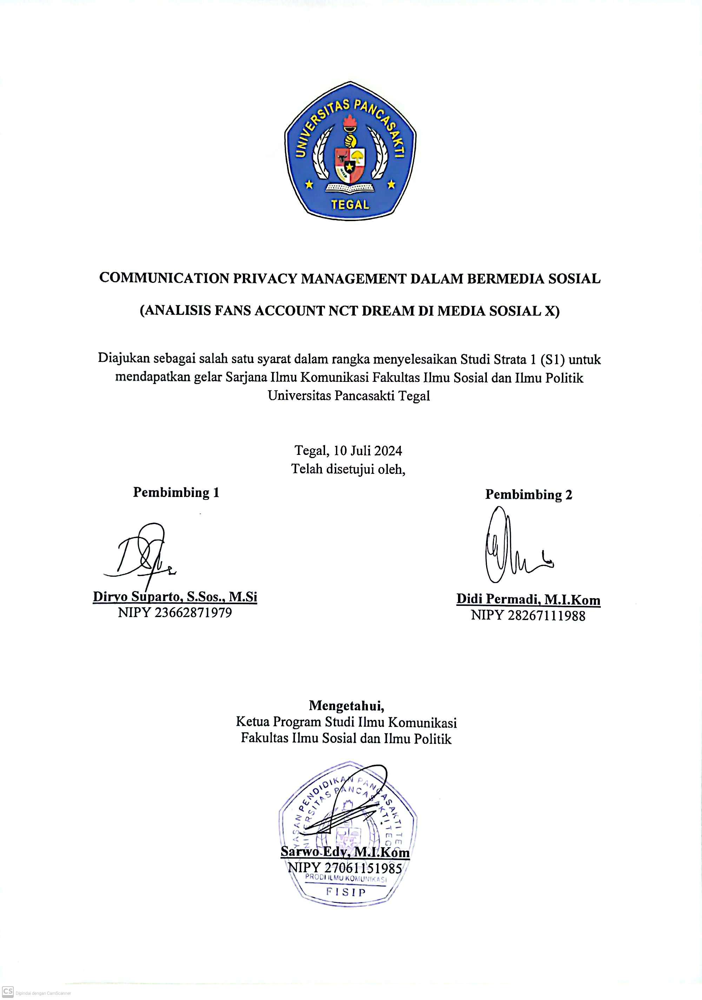 UNIVERSITAS PANCASAKTI
TEGAL
COMMUNICATION PRIVACY MANAGEMENT DALAM BERMEDIA SOSIAL
(ANALISIS FANS ACCOUNT NCT DREAM DI MEDIA SOSIAL X)
Diajukan sebagai salah satu syarat dalam rangka menyelesaikan Studi Strata 1 (S1) untuk
mendapatkan gelar Sarjana Ilmu Komunikasi Fakultas Ilmu Sosial dan Ilmu Politik
Universitas Pancasakti Tegal
Tegal, 10 Juli 2024
Telah disetujui oleh,
Pembimbing 1
Pembimbing 2
Diryo Suparto, S.Sos., M.Si
NIPY 23662871979
Didi Permadi, M.I.Kom
NIPY 28267111988
Mengetahui,
Ketua Program Studi Ilmu Komunikasi
Fakultas Ilmu Sosial dan Ilmu Politik
YAYASAN PENDIDIKAN PANCASAKTI
UNIVERSITAS PANCASAKTI
Sarwo Edy, M.I.Kom
NIPY 27061151985
PRODI ILMU KOMUNIKASI
FISIP
CS Dipindai dengan CamScanner